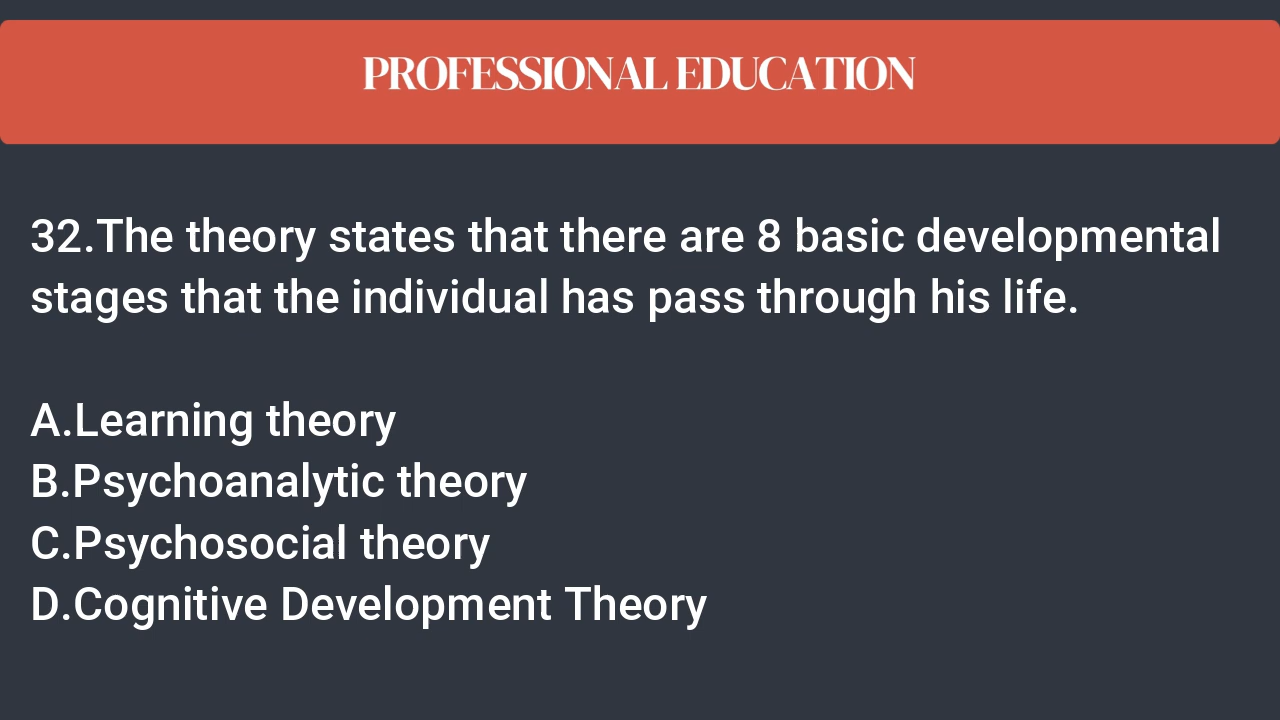 PROFESSIONAL EDUCATION
32.The theory states that there are 8 basic developmental
stages that the individual has pass through his life.
A.Learning theory
B.Psychoanalytic theory
C.Psychosocial theory
D.Cognitive Development Theory